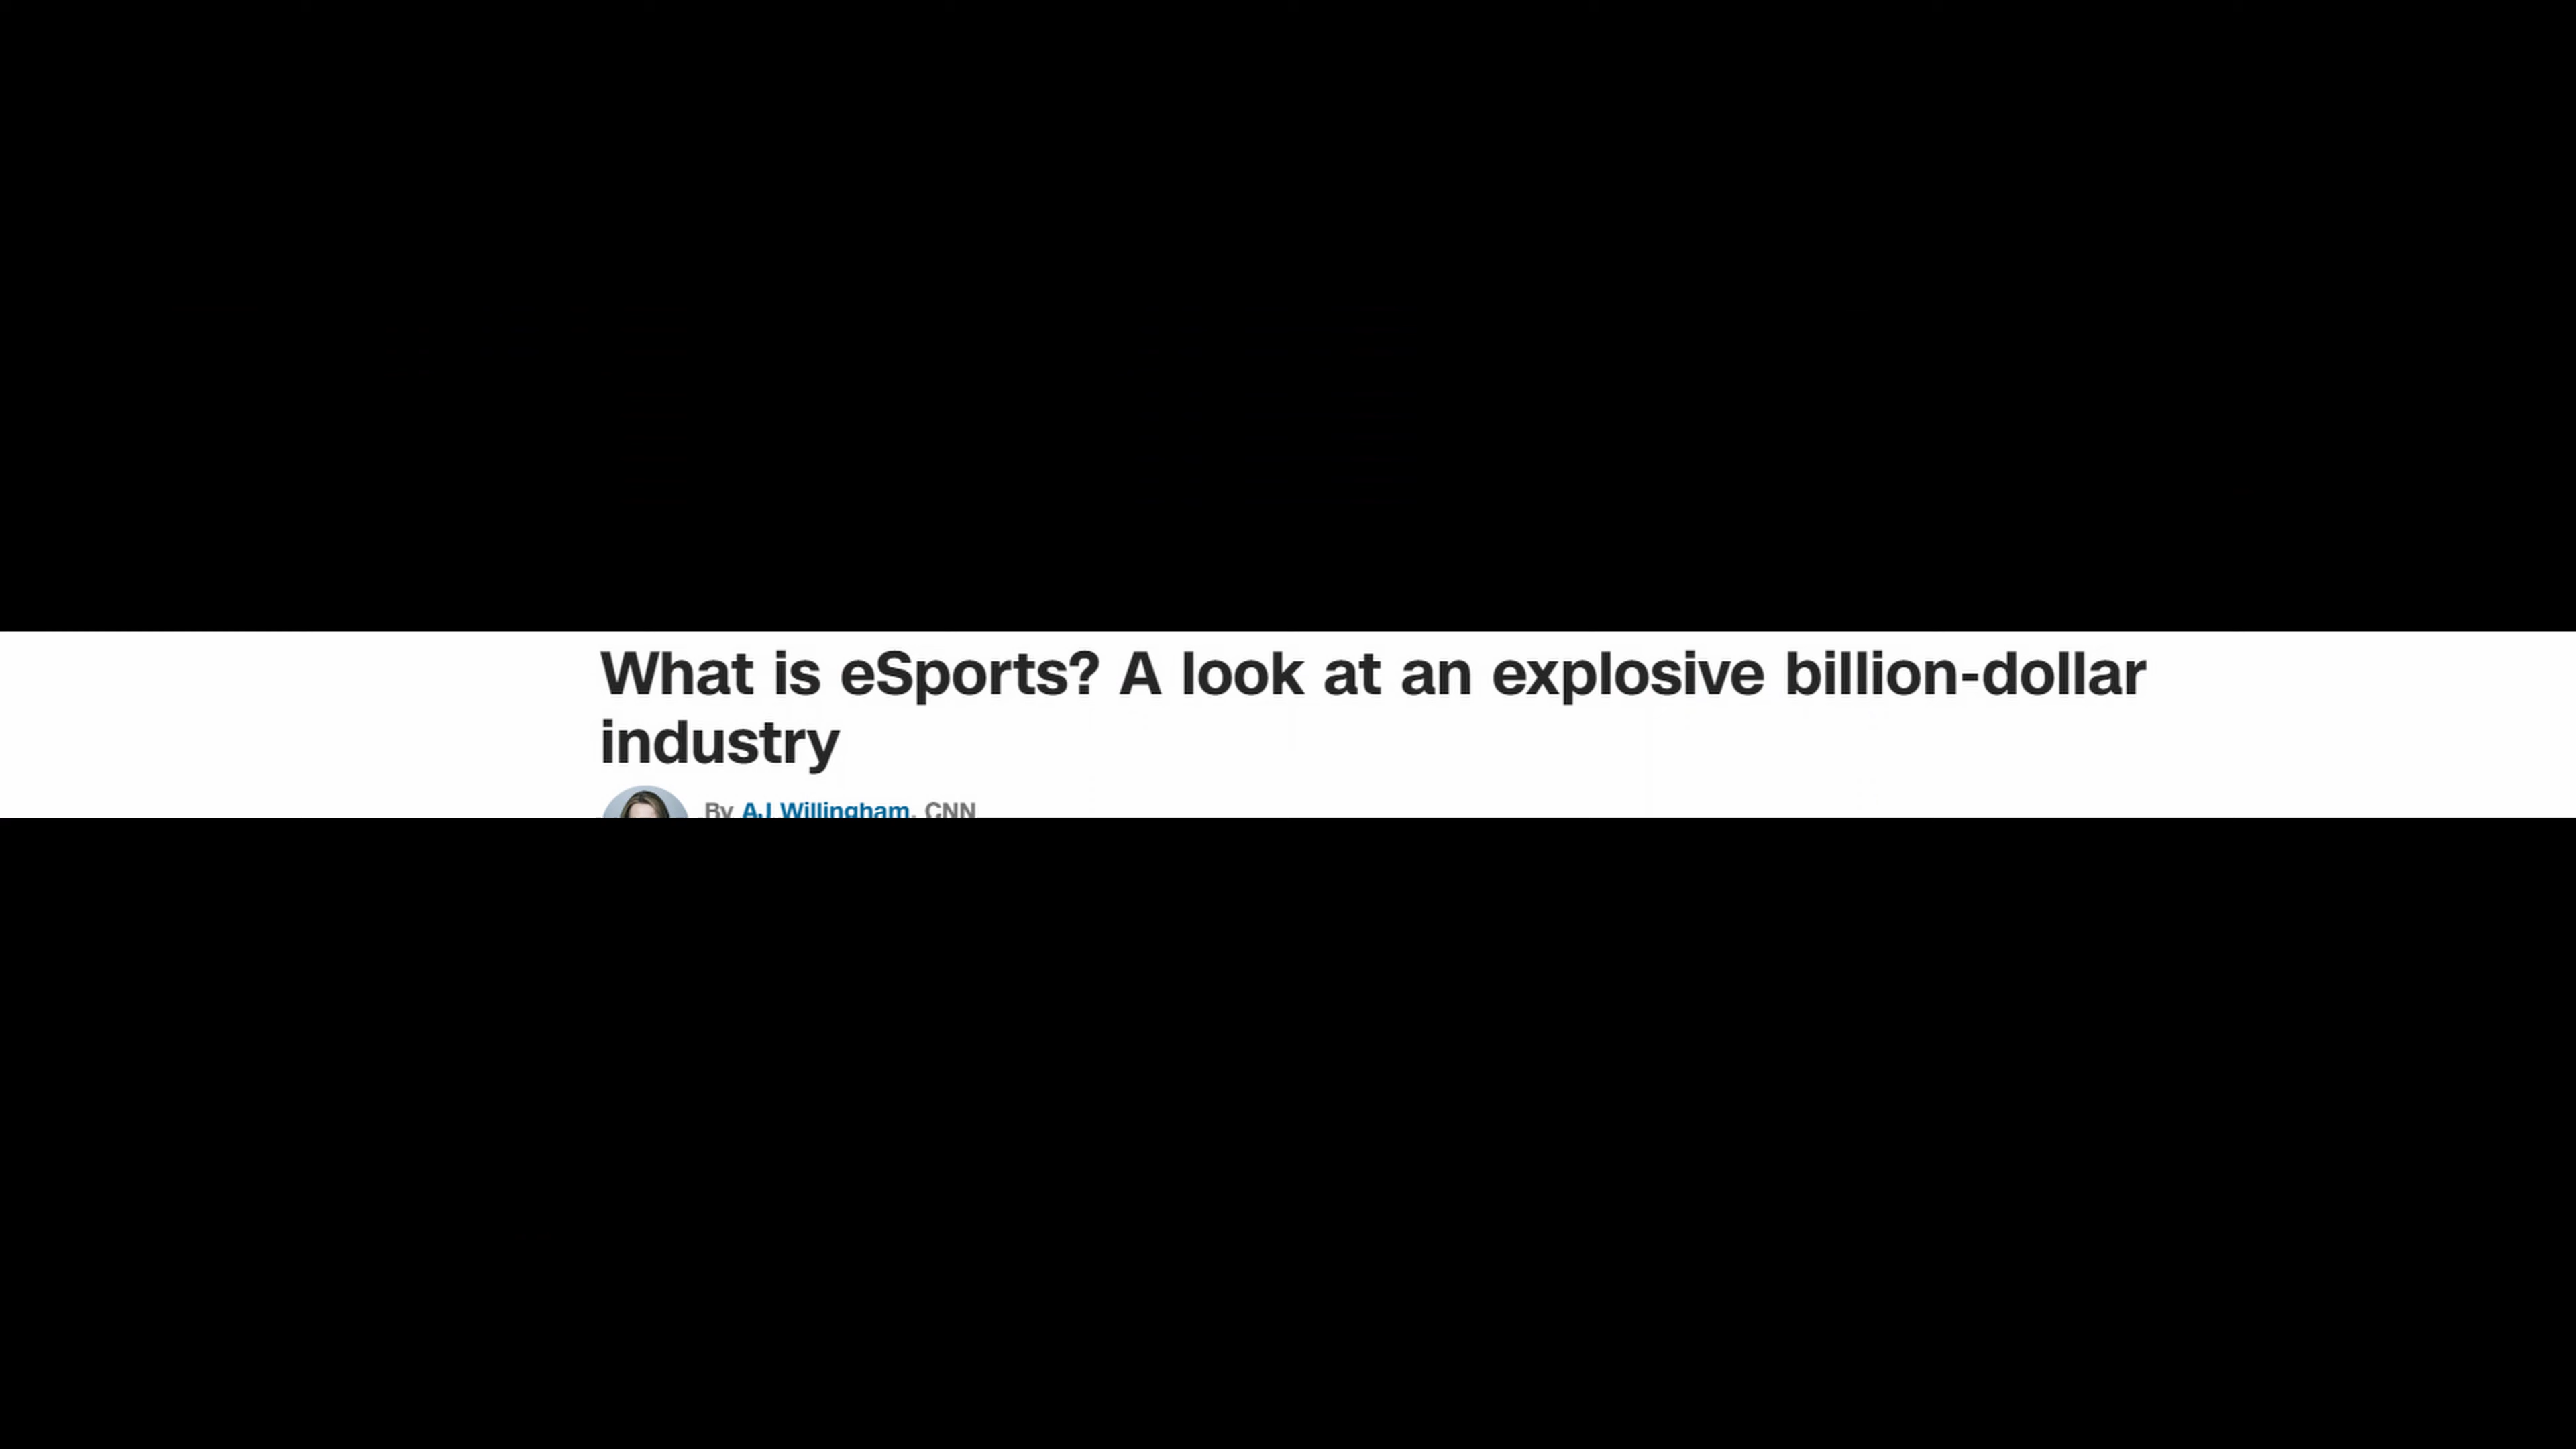 What is eSports? A look at an explosive billion-dollar
industry
By AJ Willingham, CNN